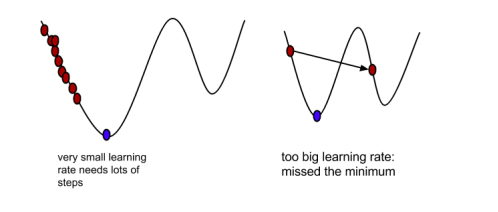 very small learning
rate needs lots of
steps
too big learning rate:
missed the minimum